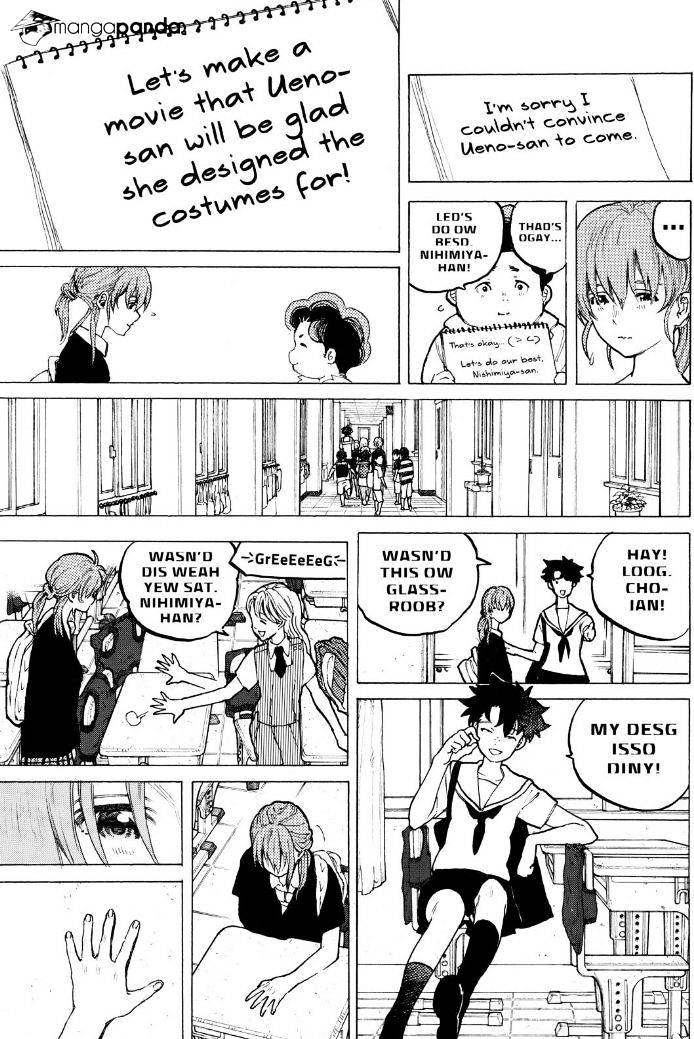 mangapanda
Let's make a
movie that Ueno-
san will be glad
she designed the
costumes for!
I'm sorry I
couldn't convince
Ueno-san to come.
...
THAD'S
OGAY...
LED'S
DO OW
RESD.
NIHIMIYA-
HAN!
That's okay... (> <)
Let's do our best,
Nishimiya-san.
HAY!
LOOG.
CHO-
IAN!
WASN'D
THIS OW
GLASS-
ROOB?
GrEeEeEeG
WASN'D
DIS WEAH
YEW SAT.
NIHIMIYA-
HAN?
MY DESG
ISSO
DINY!